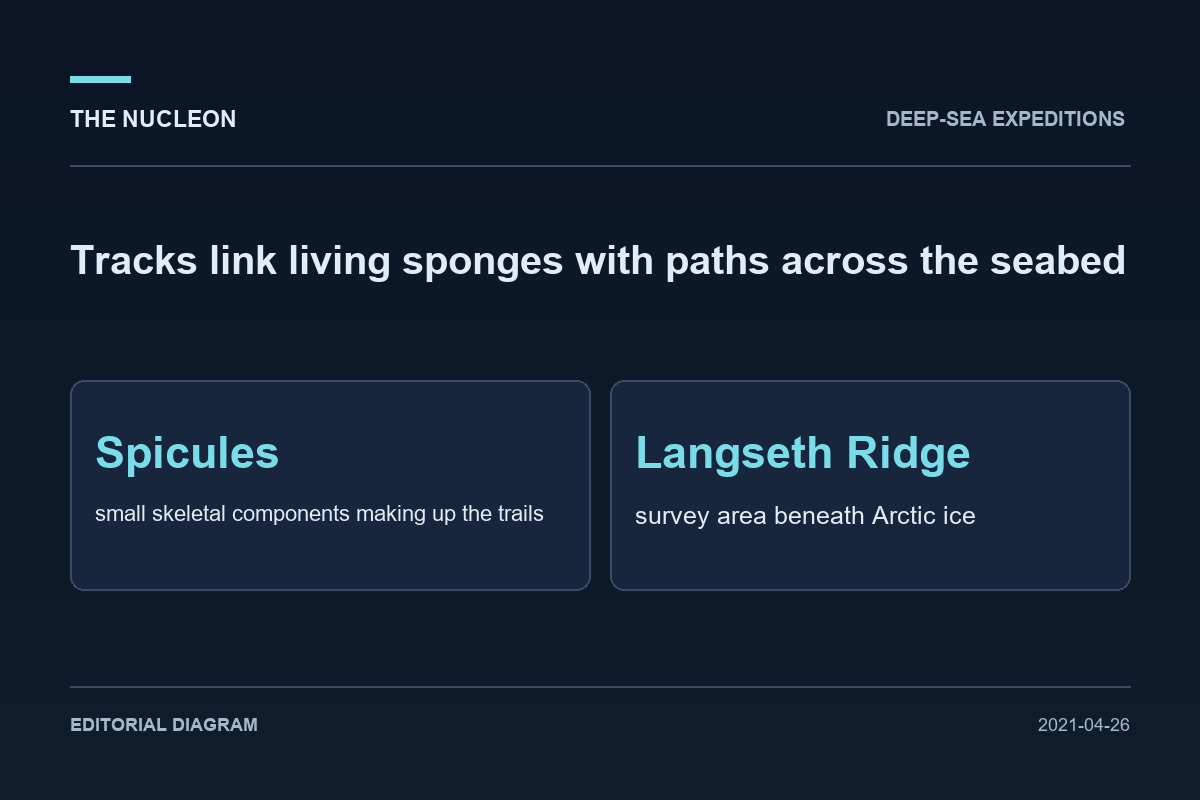 THE NUCLEON
DEEP-SEA EXPEDITIONS
Tracks link living sponges with paths across the seabed
Spicules
small skeletal components making up the trails
Langseth Ridge
survey area beneath Arctic ice
EDITORIAL DIAGRAM
2021-04-26